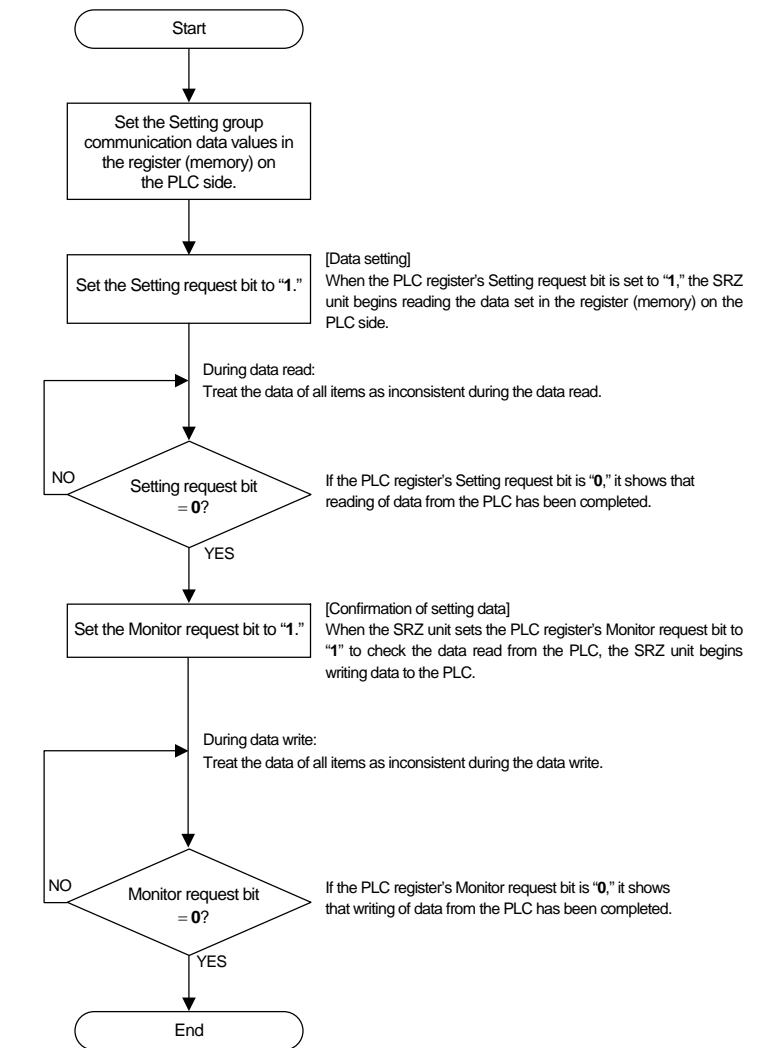 Start
Set the Setting group
communication data values in
the register (memory) on
the PLC side.
Set the Setting request bit to “1.”
[Data setting]
When the PLC register’s Setting request bit is set to “1,” the SRZ
unit begins reading the data set in the register (memory) on the
PLC side.
During data read:
Treat the data of all items as inconsistent during the data read.
NO
Setting request bit
= 0?
If the PLC register’s Setting request bit is “0,” it shows that
reading of data from the PLC has been completed.
YES
Set the Monitor request bit to “1.”
[Confirmation of setting data]
When the SRZ unit sets the PLC register’s Monitor request bit to
“1” to check the data read from the PLC, the SRZ unit begins
writing data to the PLC.
During data write:
Treat the data of all items as inconsistent during the data write.
NO
Monitor request bit
= 0?
If the PLC register’s Monitor request bit is “0,” it shows
that writing of data from the PLC has been completed.
YES
End